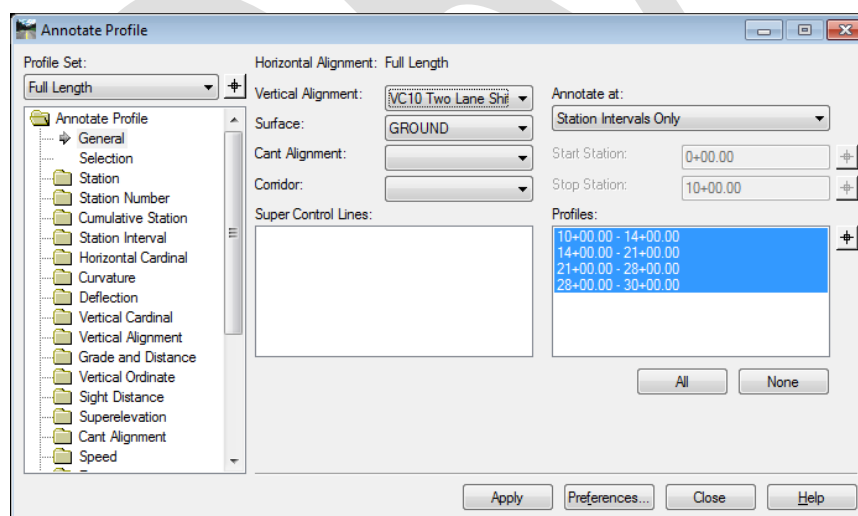 Annotate Profile
Profile Set:
Full Length
Annotate Profile
General
Selection
Station
Station Number
Cumulative Station
Station Interval
Horizontal Cardinal
Curvature
Deflection
Vertical Cardinal
Vertical Alignment
Grade and Distance
Vertical Ordinate
Sight Distance
Superelevation
Cant Alignment
Speed
Horizontal Alignment: Full Length
Vertical Alignment: VC10 Two Lane Shif
Surface: GROUND
Cant Alignment:
Corridor:
Super Control Lines:
Annotate at:
Station Intervals Only
Start Station: 0+00.00
Stop Station: 10+00.00
Profiles:
10+00.00 - 14+00.00
14+00.00 - 21+00.00
21+00.00 - 28+00.00
28+00.00 - 30+00.00
All None
Apply Preferences... Close Help